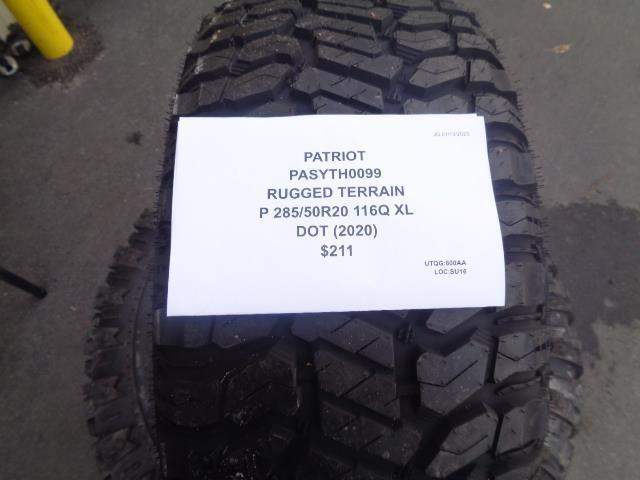 PATRIOT
PASYTH0099
RUGGED TERRAIN
P 285/50R20 116Q XL
DOT (2020)
$211
UTQG:600AA
LOC:SU16